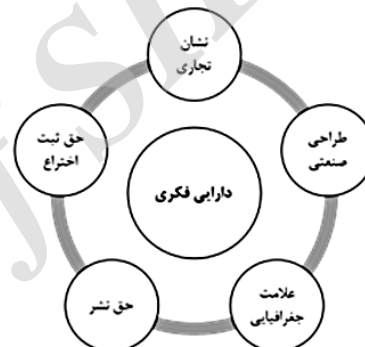 نشان
تجاری
طراحی
صنعتی
حق ثبت
اختراع
دارایی فکری
علامت
جغرافیایی
حق نشر